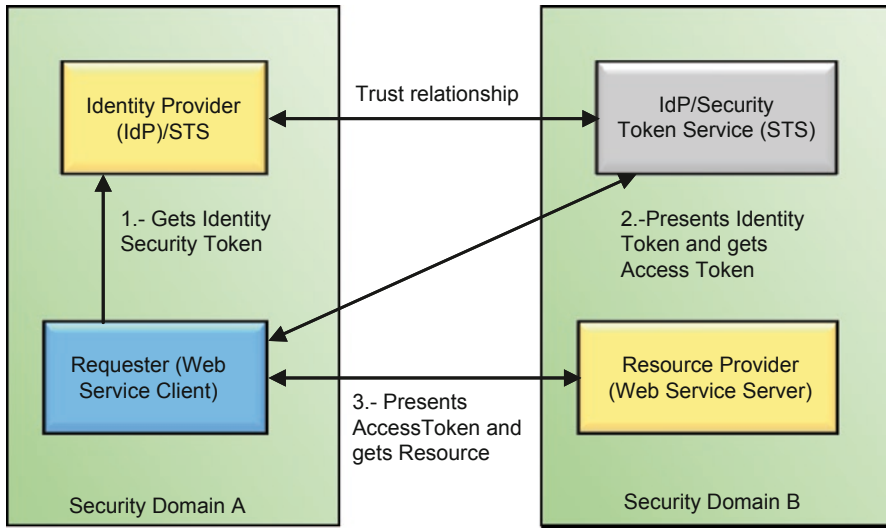 Identity Provider
(IdP)/STS
Trust relationship
IdP/Security
Token Service (STS)
1.- Gets Identity
Security Token
2.-Presents Identity
Token and gets
Access Token
Requester (Web
Service Client)
Resource Provider
(Web Service Server)
3.- Presents
AccessToken and
gets Resource
Security Domain A
Security Domain B